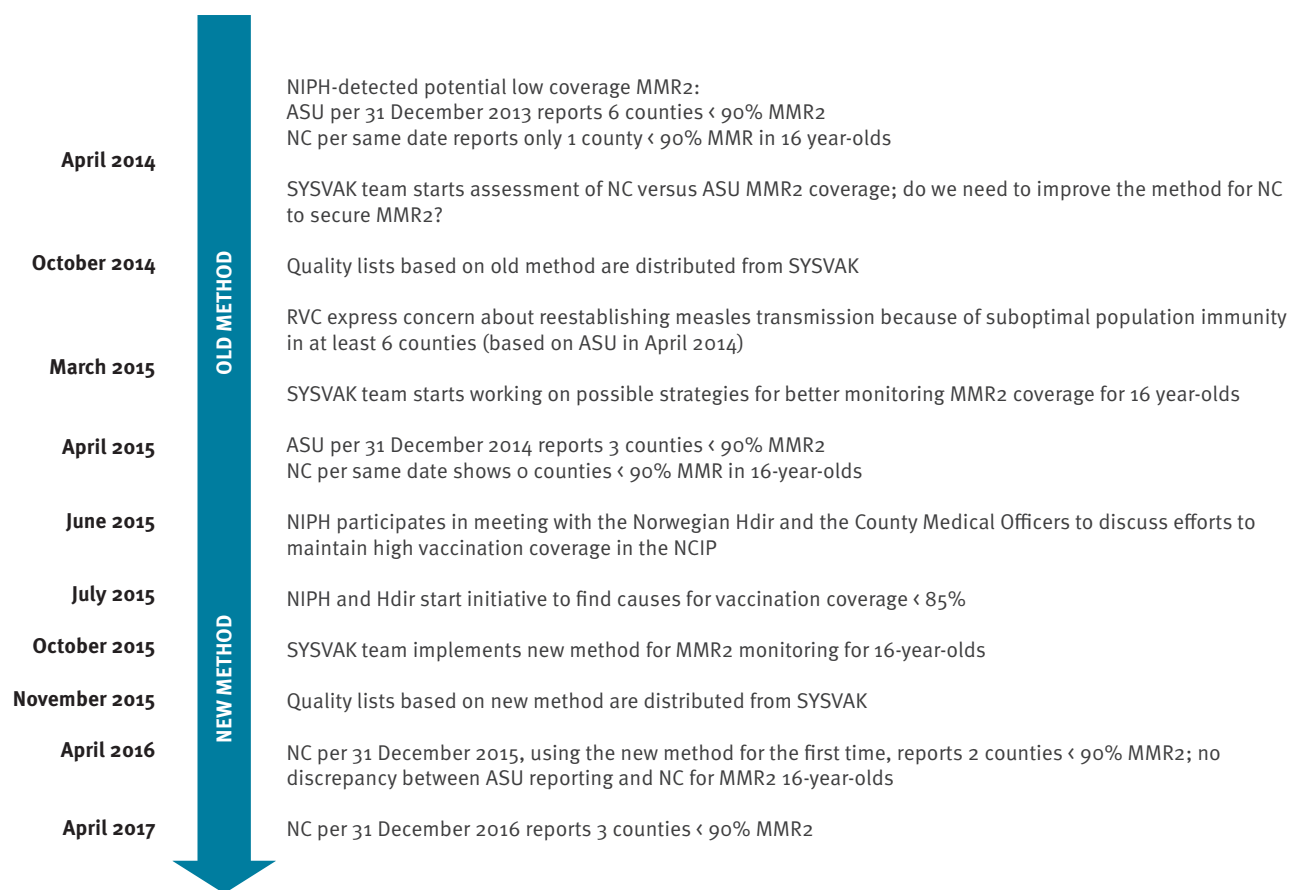 NIPH-detected potential low coverage MMR2:
ASU per 31 December 2013 reports 6 counties < 90% MMR2
NC per same date reports only 1 county < 90% MMR in 16 year-olds
April 2014
SYSVAK team starts assessment of NC versus ASU MMR2 coverage; do we need to improve the method for NC
to secure MMR2?
October 2014
Quality lists based on old method are distributed from SYSVAK
OLD METHOD
RVC express concern about reestablishing measles transmission because of suboptimal population immunity
in at least 6 counties (based on ASU in April 2014)
March 2015
SYSVAK team starts working on possible strategies for better monitoring MMR2 coverage for 16 year-olds
April 2015
ASU per 31 December 2014 reports 3 counties < 90% MMR2
NC per same date shows 0 counties < 90% MMR in 16-year-olds
June 2015
NIPH participates in meeting with the Norwegian Hdir and the County Medical Officers to discuss efforts to
maintain high vaccination coverage in the NCIP
July 2015
NIPH and Hdir start initiative to find causes for vaccination coverage < 85%
NEW METHOD
October 2015
SYSVAK team implements new method for MMR2 monitoring for 16-year-olds
November 2015
Quality lists based on new method are distributed from SYSVAK
April 2016
NC per 31 December 2015, using the new method for the first time, reports 2 counties < 90% MMR2; no
discrepancy between ASU reporting and NC for MMR2 16-year-olds
April 2017
NC per 31 December 2016 reports 3 counties < 90% MMR2